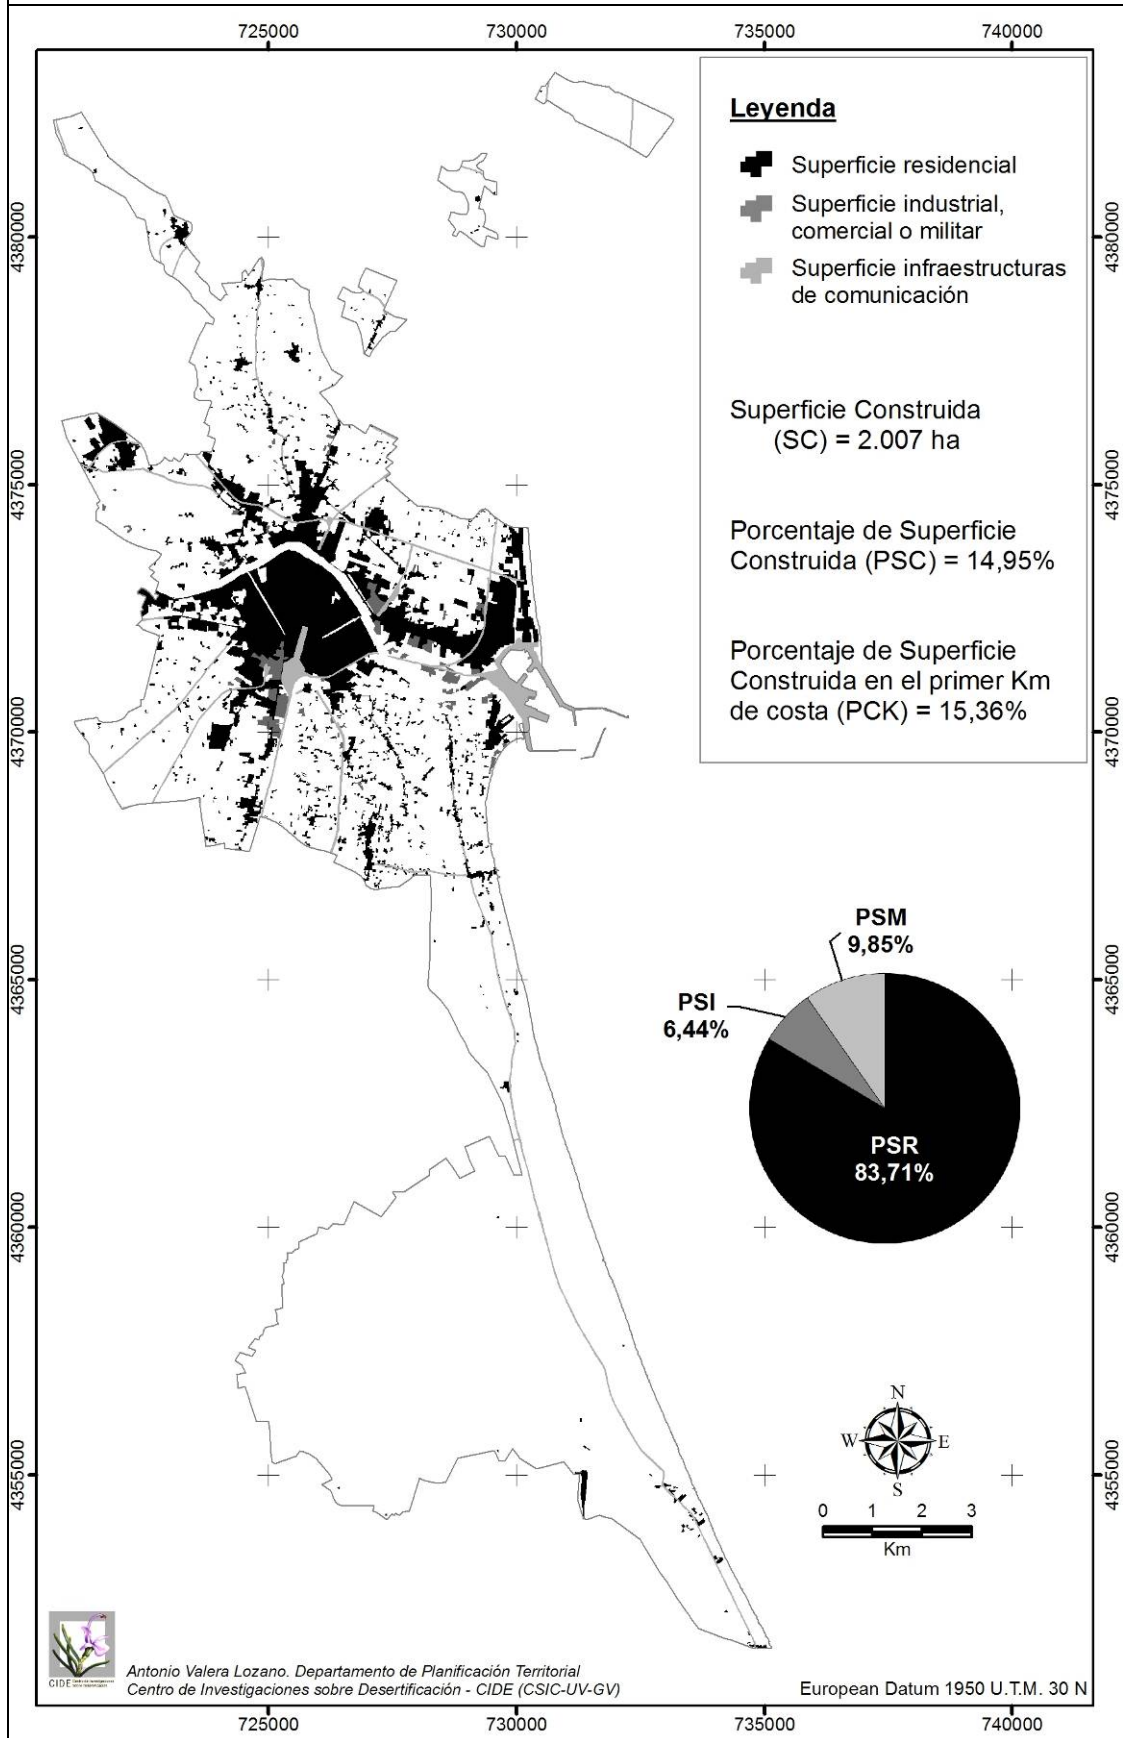 725000
730000
735000
740000
Leyenda
Superficie residencial
Superficie industrial,
comercial o militar
Superficie infraestructuras
de comunicación
Superficie Construida
(SC) = 2.007 ha
Porcentaje de Superficie
Construida (PSC) = 14,95%
Porcentaje de Superficie
Construida en el primer Km
de costa (PCK) = 15,36%
4380000
4375000
4370000
4365000
4360000
4355000
4380000
4375000
4370000
4365000
4360000
4355000
PSM
9,85%
PSI
6,44%
PSR
83,71%
N
W
E
S
0 1 2 3
Km
CIDE
Antonio Valera Lozano. Departamento de Planificación Territorial
Centro de Investigaciones sobre Desertificación - CIDE (CSIC-UV-GV)
European Datum 1950 U.T.M. 30 N
725000
730000
735000
740000